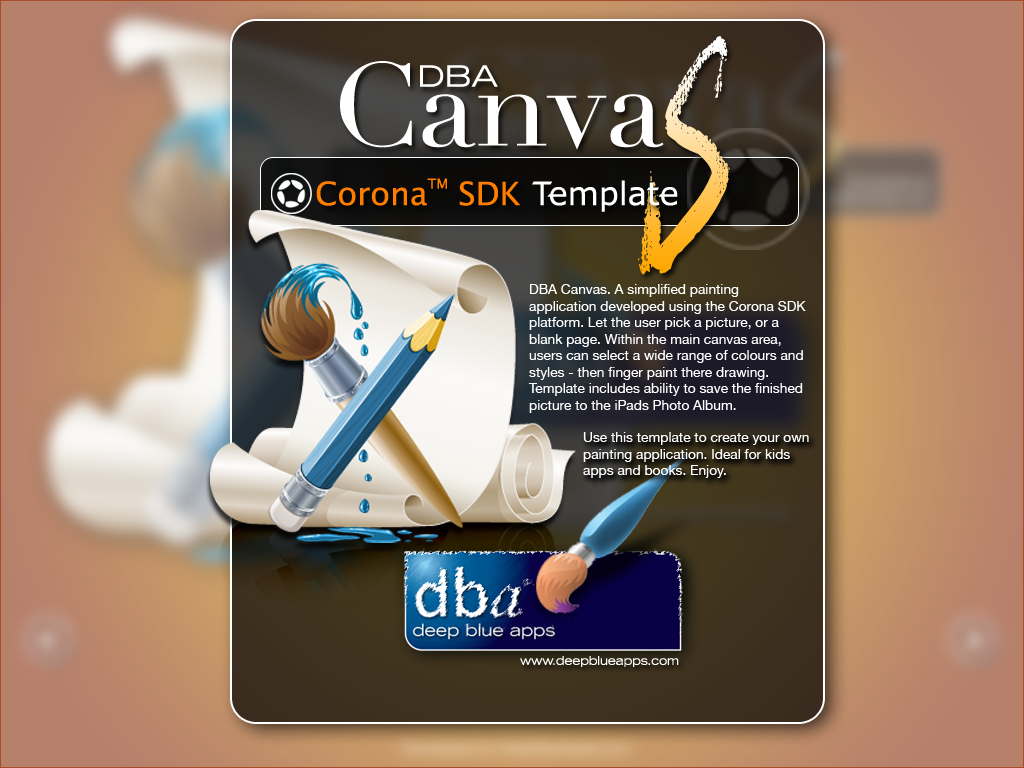 DBA
CanvaS
Corona™ SDK Template
DBA Canvas. A simplified painting
application developed using the Corona SDK
platform. Let the user pick a picture, or a
blank page. Within the main canvas area,
users can select a wide range of colours and
styles - then finger paint there drawing.
Template includes ability to save the finished
picture to the iPads Photo Album.
Use this template to create your own
painting application. Ideal for kids
apps and books. Enjoy.
dba
deep blue apps
www.deepblueapps.com